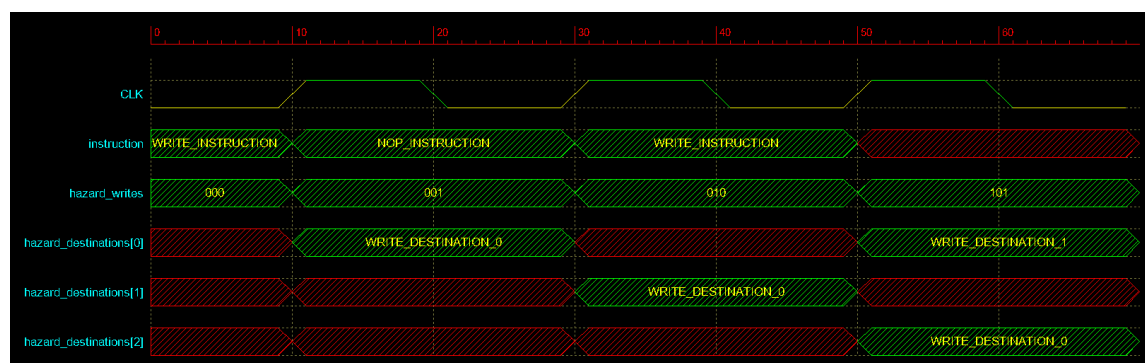 0 10 20 30 40 50 60
CLK
instruction WRITE_INSTRUCTION NOP_INSTRUCTION WRITE_INSTRUCTION
hazard_writes 000 001 010 101
hazard_destinations[0] WRITE_DESTINATION_0 WRITE_DESTINATION_1
hazard_destinations[1] WRITE_DESTINATION_0
hazard_destinations[2] WRITE_DESTINATION_0